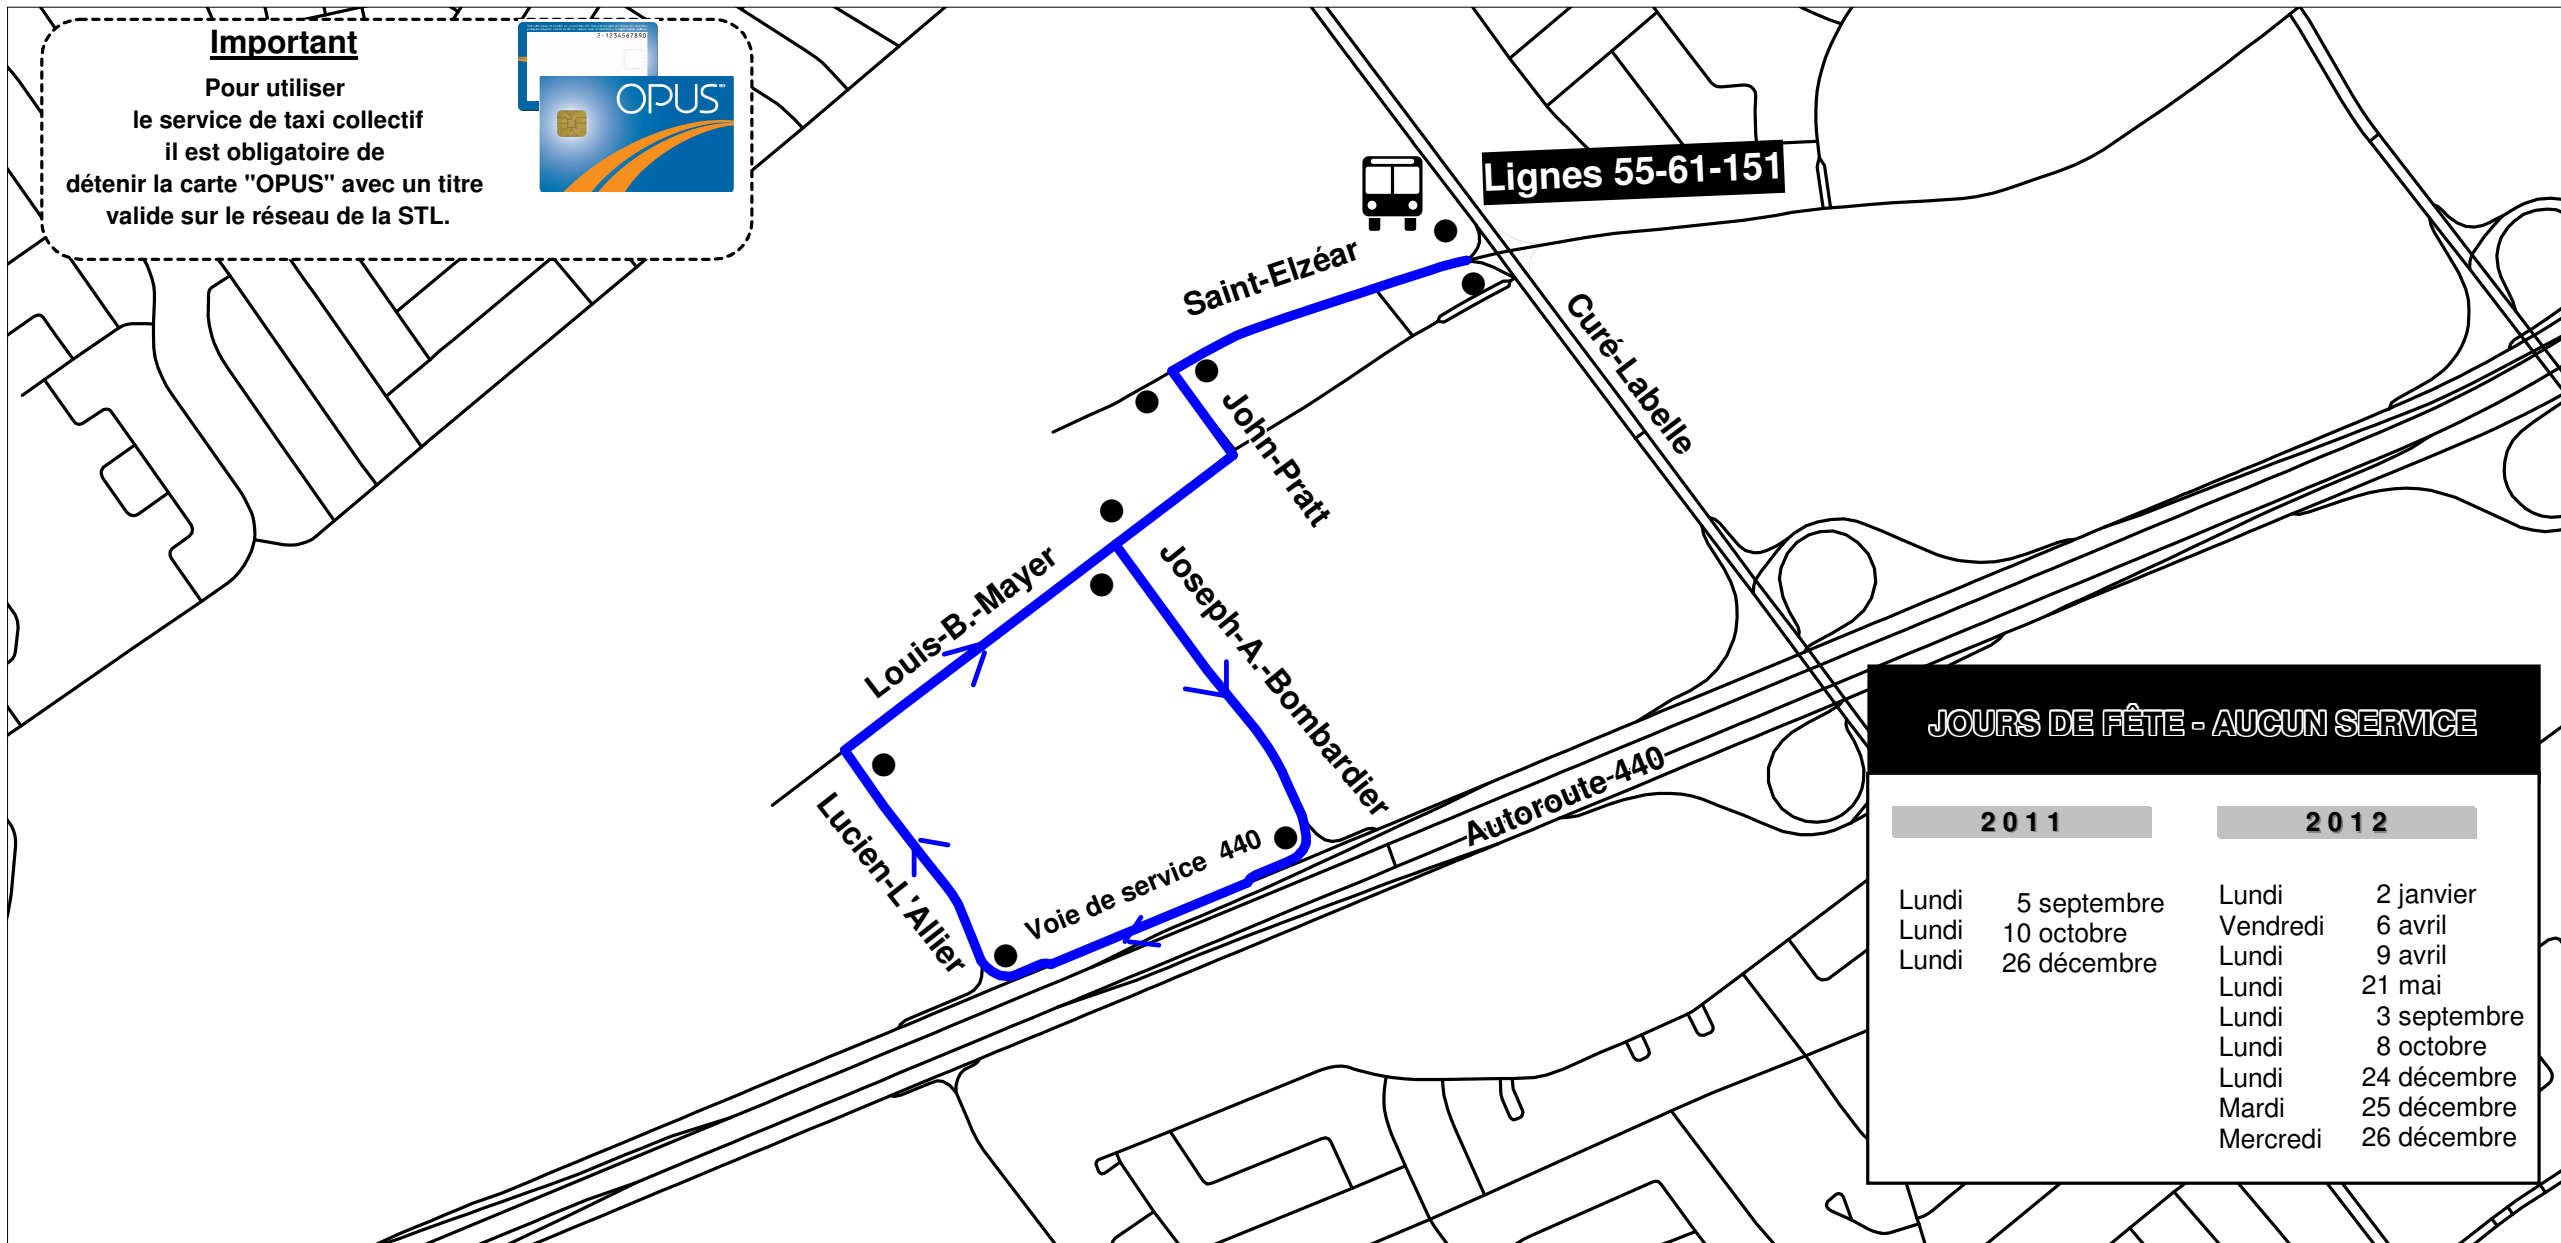 Important
Pour utiliser
le service de taxi collectif
il est obligatoire de
détenir la carte "OPUS" avec un titre
valide sur le réseau de la STL.
2-1234567890
OPUS
Lignes 55-61-151
Saint-Elzéar
Curé-Labelle
John-Pratt
Louis-B.-Mayer
Joseph-A.-Bombardier
Lucien-L'Allier
Voie de service 440
Autoroute 440
JOURS DE FÊTE - AUCUN SERVICE
2011
Lundi 5 septembre
Lundi 10 octobre
Lundi 26 décembre
2012
Lundi 2 janvier
Vendredi 6 avril
Lundi 9 avril
Lundi 21 mai
Lundi 3 septembre
Lundi 8 octobre
Lundi 24 décembre
Mardi 25 décembre
Mercredi 26 décembre